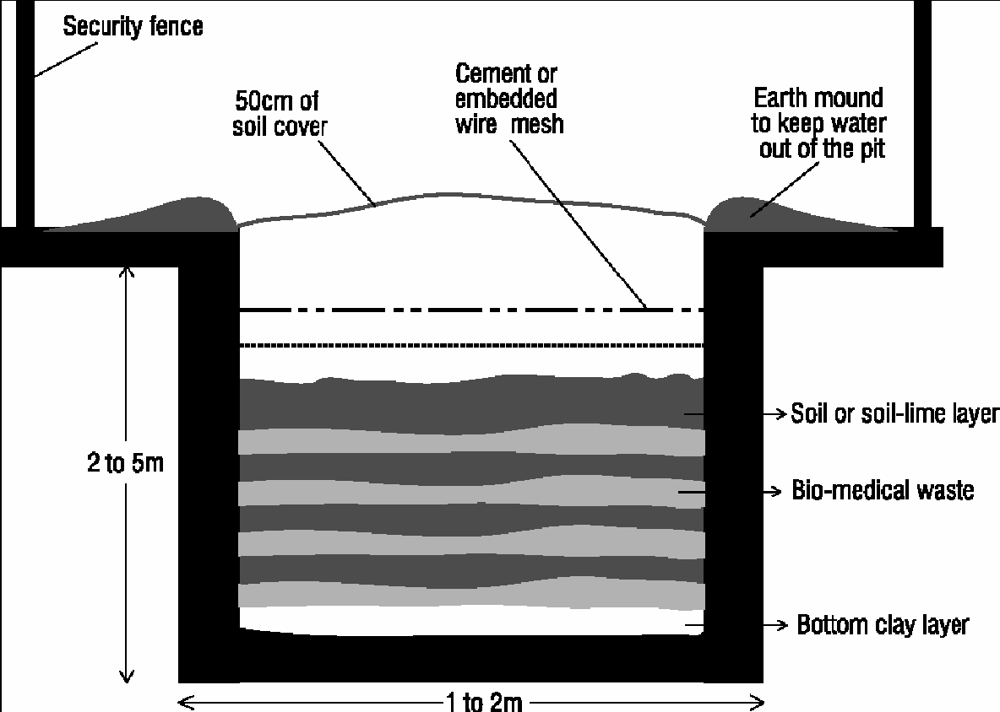 Security fence
50cm of
soil cover
Cement or
embedded
wire mesh
Earth mound
to keep water
out of the pit
Soil or soil-lime layer
2 to 5m
Bio-medical waste
Bottom clay layer
1 to 2m